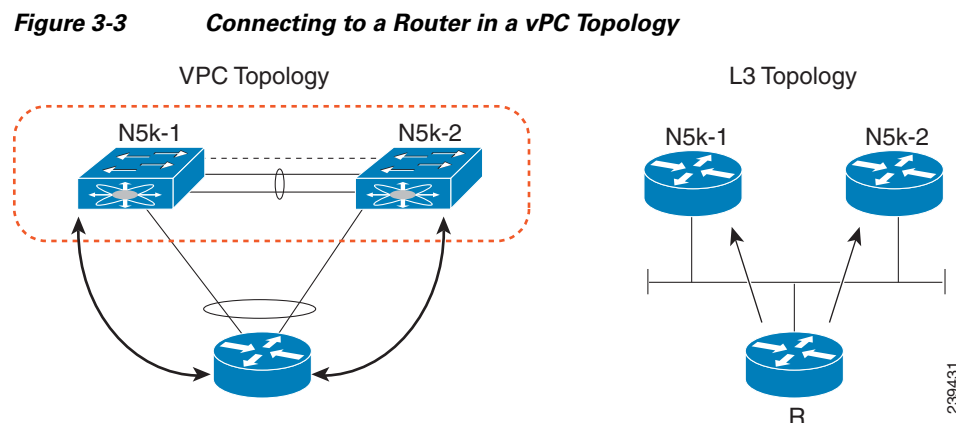 Figure 3-3 Connecting to a Router in a vPC Topology
VPC Topology
L3 Topology
N5k-1
N5k-2
N5k-1
N5k-2
R
239431